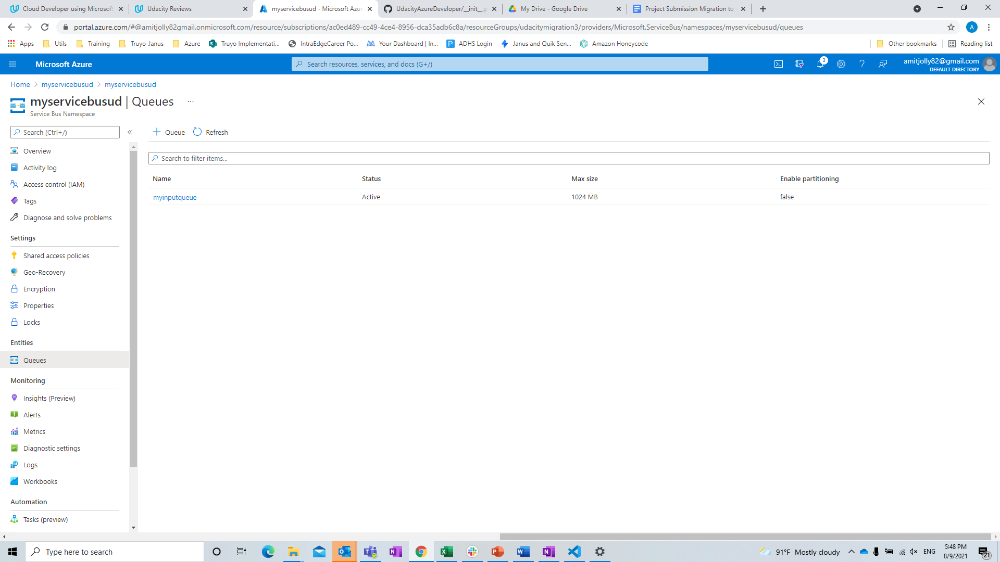 Cloud Developer using Microsoft
Udacity Reviews
myservicebusud - Microsoft Azu
UdacityAzureDeveloper/__init__.p
My Drive - Google Drive
Project Submission Migration to
portal.azure.com/#@amitjolly82gmail.onmicrosoft.com/resource/subscriptions/ac0ed489-cc49-4ce4-8956-dca35adb6c8a/resourceGroups/udacitymigration3/providers/Microsoft.ServiceBus/namespaces/myservicebusud/queues
A
Apps
Utils
Training
Truyo-Janus
Azure
Truyo Implementati...
IntraEdgeCareer Po...
Your Dashboard | In...
ADHS Login
Janus and Quik Sen...
Amazon Honeycode
Other bookmarks
Reading list
Microsoft Azure
Search resources, services, and docs (G+/)
3
amitjolly82@gmail.com
DEFAULT DIRECTORY
Home > myservicebusud > myservicebusud
myservicebusud | Queues ...
Service Bus Namespace
Search (Ctrl+/)
«
Queue
Refresh
Overview
Activity log
Access control (IAM)
Tags
Diagnose and solve problems
Settings
Shared access policies
Geo-Recovery
Encryption
Properties
Locks
Entities
Queues
Monitoring
Insights (Preview)
Alerts
Metrics
Diagnostic settings
Logs
Workbooks
Automation
Tasks (preview)
Search to filter items...
Name Status Max size Enable partitioning
myinputqueue Active 1024 MB false
Type here to search
91°F Mostly cloudy
ENG
5:48 PM
8/9/2021
21